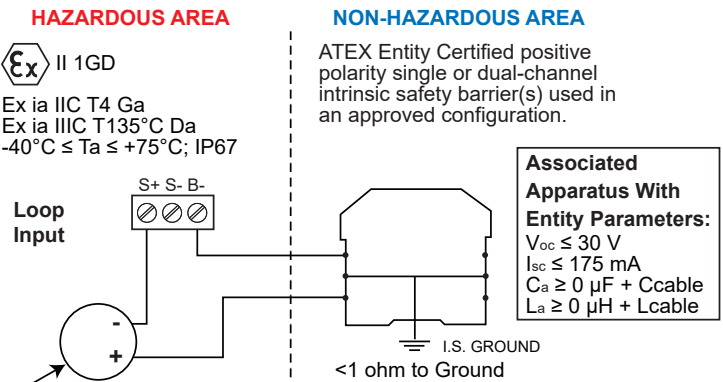 HAZARDOUS AREA
NON-HAZARDOUS AREA
Ex II 1GD
Ex ia IIC T4 Ga
Ex ia IIIC T135°C Da
-40°C ≤ Ta ≤ +75°C; IP67
ATEX Entity Certified positive
polarity single or dual-channel
intrinsic safety barrier(s) used in
an approved configuration.
S+ S- B-
Loop
Input
Associated
Apparatus With
Entity Parameters:
Voc ≤ 30 V
Isc ≤ 175 mA
Ca ≥ 0 µF + Ccable
La ≥ 0 µH + Lcable
-
+
I.S. GROUND
<1 ohm to Ground